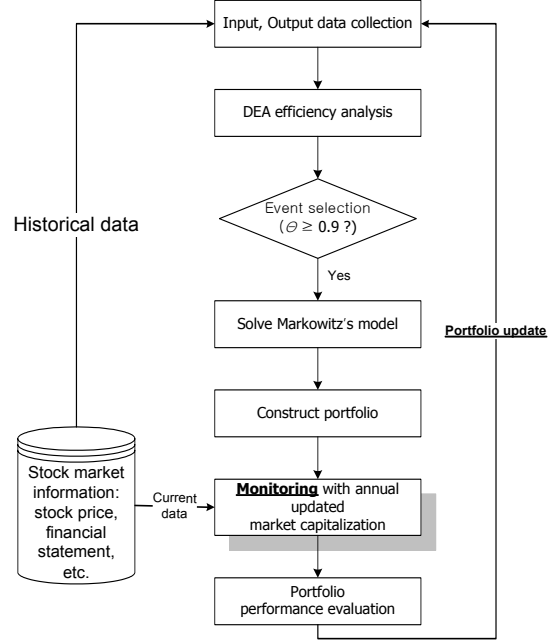 Input, Output data collection
DEA efficiency analysis
Event selection
(Θ ≥ 0.9 ?)
Historical data
Yes
Solve Markowitz's model
Portfolio update
Construct portfolio
Stock market
information:
stock price,
financial
statement,
etc.
Current
data
Monitoring with annual
updated
market capitalization
Portfolio
performance evaluation